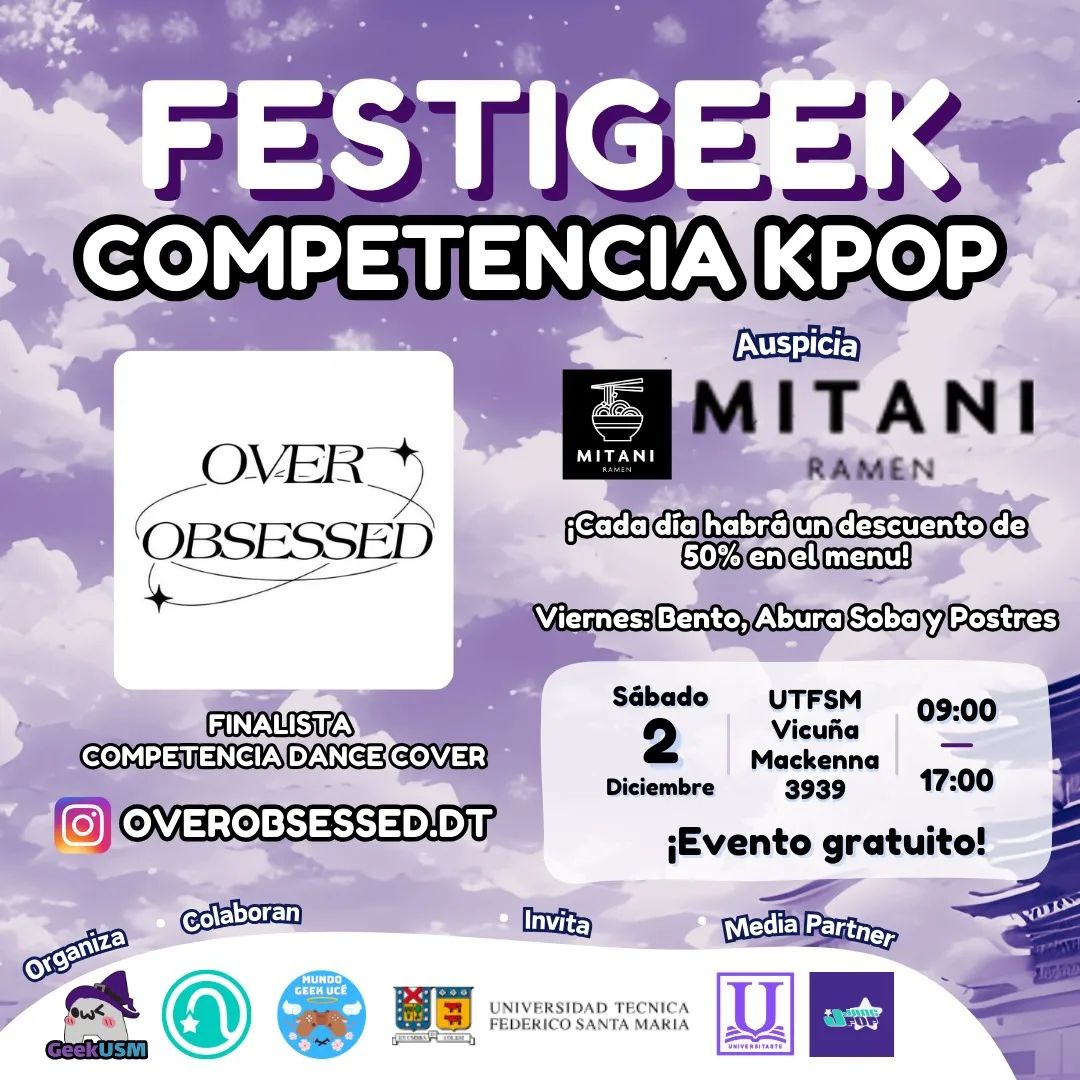 FESTIGEEK
COMPETENCIA KPOP
Auspicia
MITANI
RAMEN
MITANI
RAMEN
¡Cada día habrá un descuento de
50% en el menu!
Viernes: Bento, Abura Soba y Postres
OVER
OBSESSED
FINALISTA
COMPETENCIA DANCE COVER
OVEROBSESSED.DT
Sábado
2
Diciembre
UTFSM
Vicuña
Mackenna
3939
09:00
17:00
¡Evento gratuito!
Organiza
Colaboran
Invita
Media Partner
GeekUSM
MUNDO
GEEK UCÉ
UNIVERSIDAD TECNICA
FEDERICO SANTA MARIA
UNIVERSITASTE